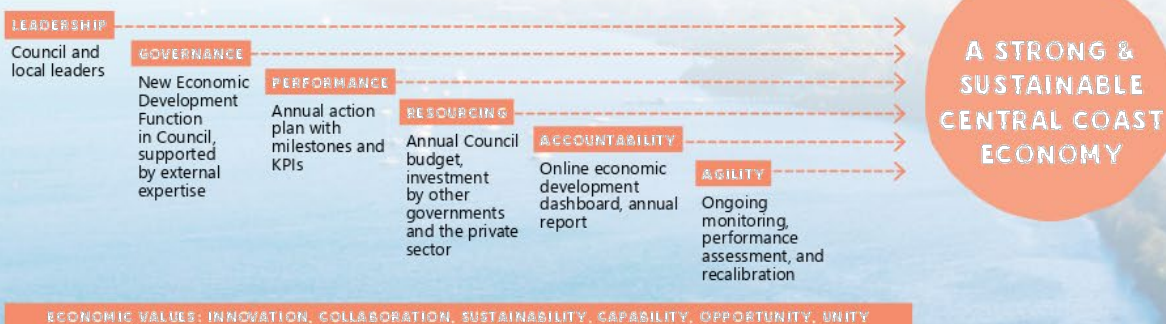 LEADERSHIP
Council and
local leaders
GOVERNANCE
New Economic
Development
Function
in Council,
supported
by external
expertise
PERFORMANCE
Annual action
plan with
milestones and
KPIs
RESOURCING
Annual Council
budget,
investment
by other
governments
and the private
sector
ACCOUNTABILITY
Online economic
development
dashboard, annual
report
AGILITY
Ongoing
monitoring,
performance
assessment, and
recalibration
A STRONG &
SUSTAINABLE
CENTRAL COAST
ECONOMY
ECONOMIC VALUES: INNOVATION, COLLABORATION, SUSTAINABILITY, CAPABILITY, OPPORTUNITY, UNITY